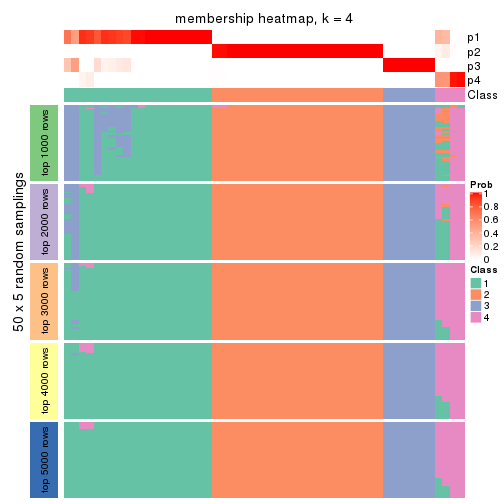 membership heatmap, k = 4
p1
p2
p3
p4
Class
50 x 5 random samplings
top 1000 rows
top 2000 rows
top 3000 rows
top 4000 rows
top 5000 rows
Prob
1
0.8
0.6
0.4
0.2
0
Class
1
2
3
4